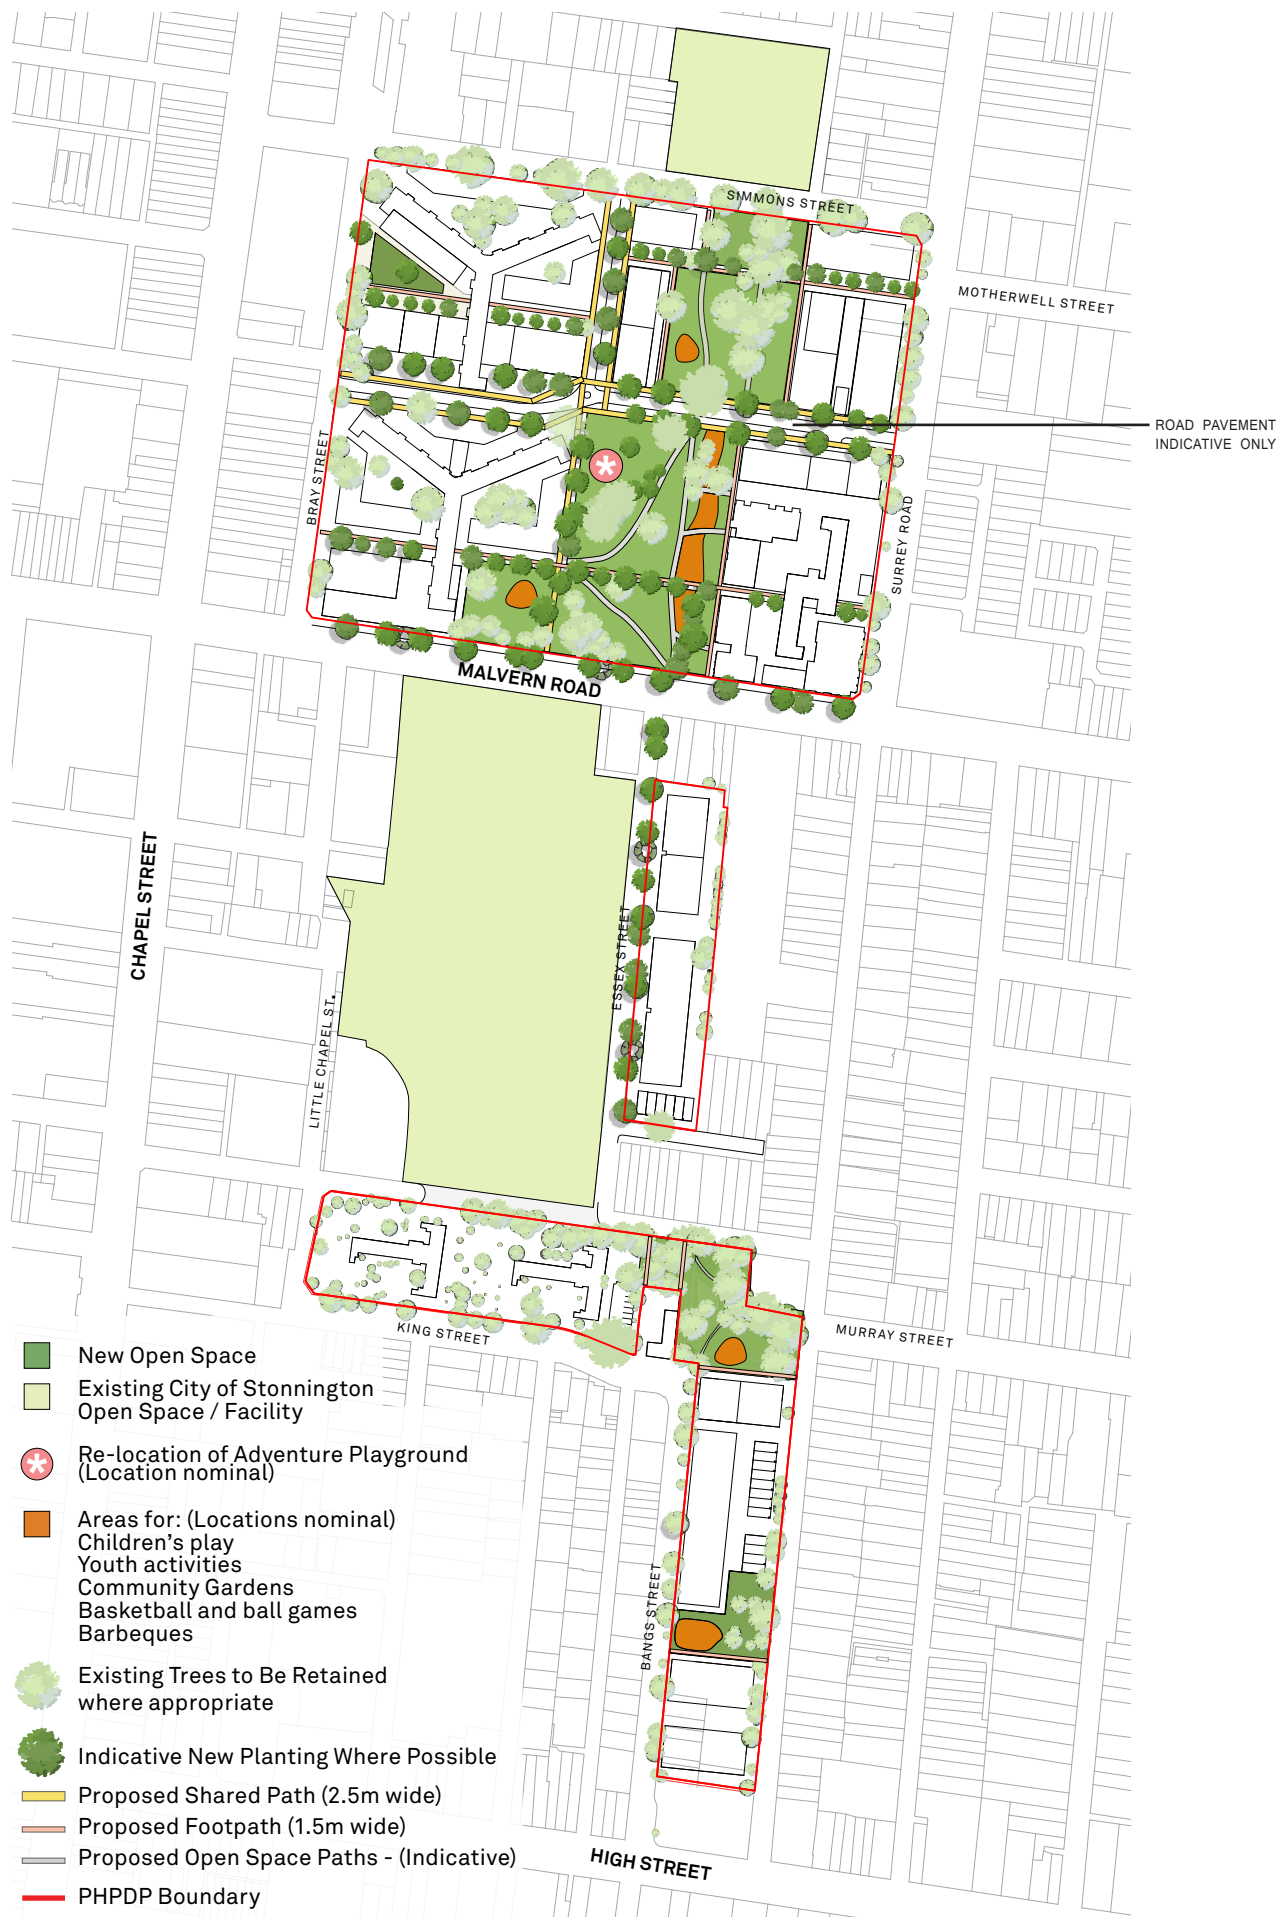 SIMMONS STREET
MOTHERWELL STREET
ROAD PAVEMENT
INDICATIVE ONLY
BRAY STREET
SURREY ROAD
MALVERN ROAD
CHAPEL STREET
ESSEX STREET
LITTLE CHAPEL ST.
KING STREET
MURRAY STREET
BANGS STREET
HIGH STREET
New Open Space
Existing City of Stonnington
Open Space / Facility
Re-location of Adventure Playground
(Location nominal)
Areas for: (Locations nominal)
Children's play
Youth activities
Community Gardens
Basketball and ball games
Barbeques
Existing Trees to Be Retained
where appropriate
Indicative New Planting Where Possible
Proposed Shared Path (2.5m wide)
Proposed Footpath (1.5m wide)
Proposed Open Space Paths - (Indicative)
PHPDP Boundary